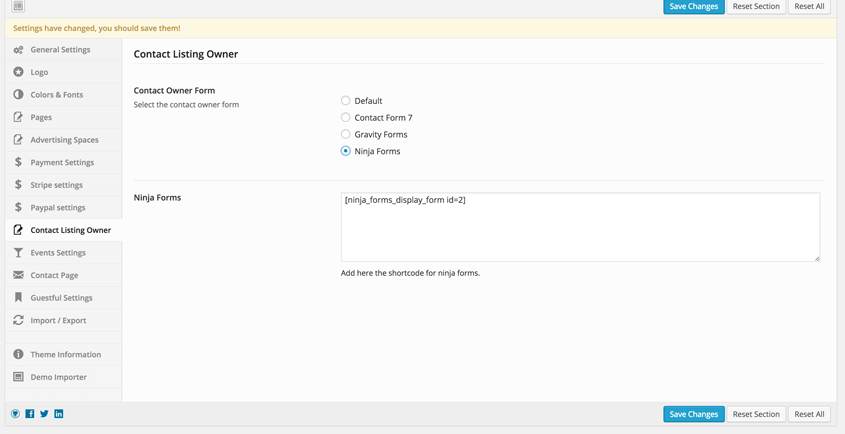 Save Changes Reset Section Reset All
Settings have changed, you should save them!
General Settings
Logo
Colors & Fonts
Pages
Advertising Spaces
Payment Settings
Stripe settings
Paypal settings
Contact Listing Owner
Events Settings
Contact Page
Guestful Settings
Import / Export
Theme Information
Demo Importer
Contact Listing Owner
Contact Owner Form
Select the contact owner form
Default
Contact Form 7
Gravity Forms
Ninja Forms
Ninja Forms
[ninja_forms_display_form id=2]
Add here the shortcode for ninja forms.
Save Changes Reset Section Reset All